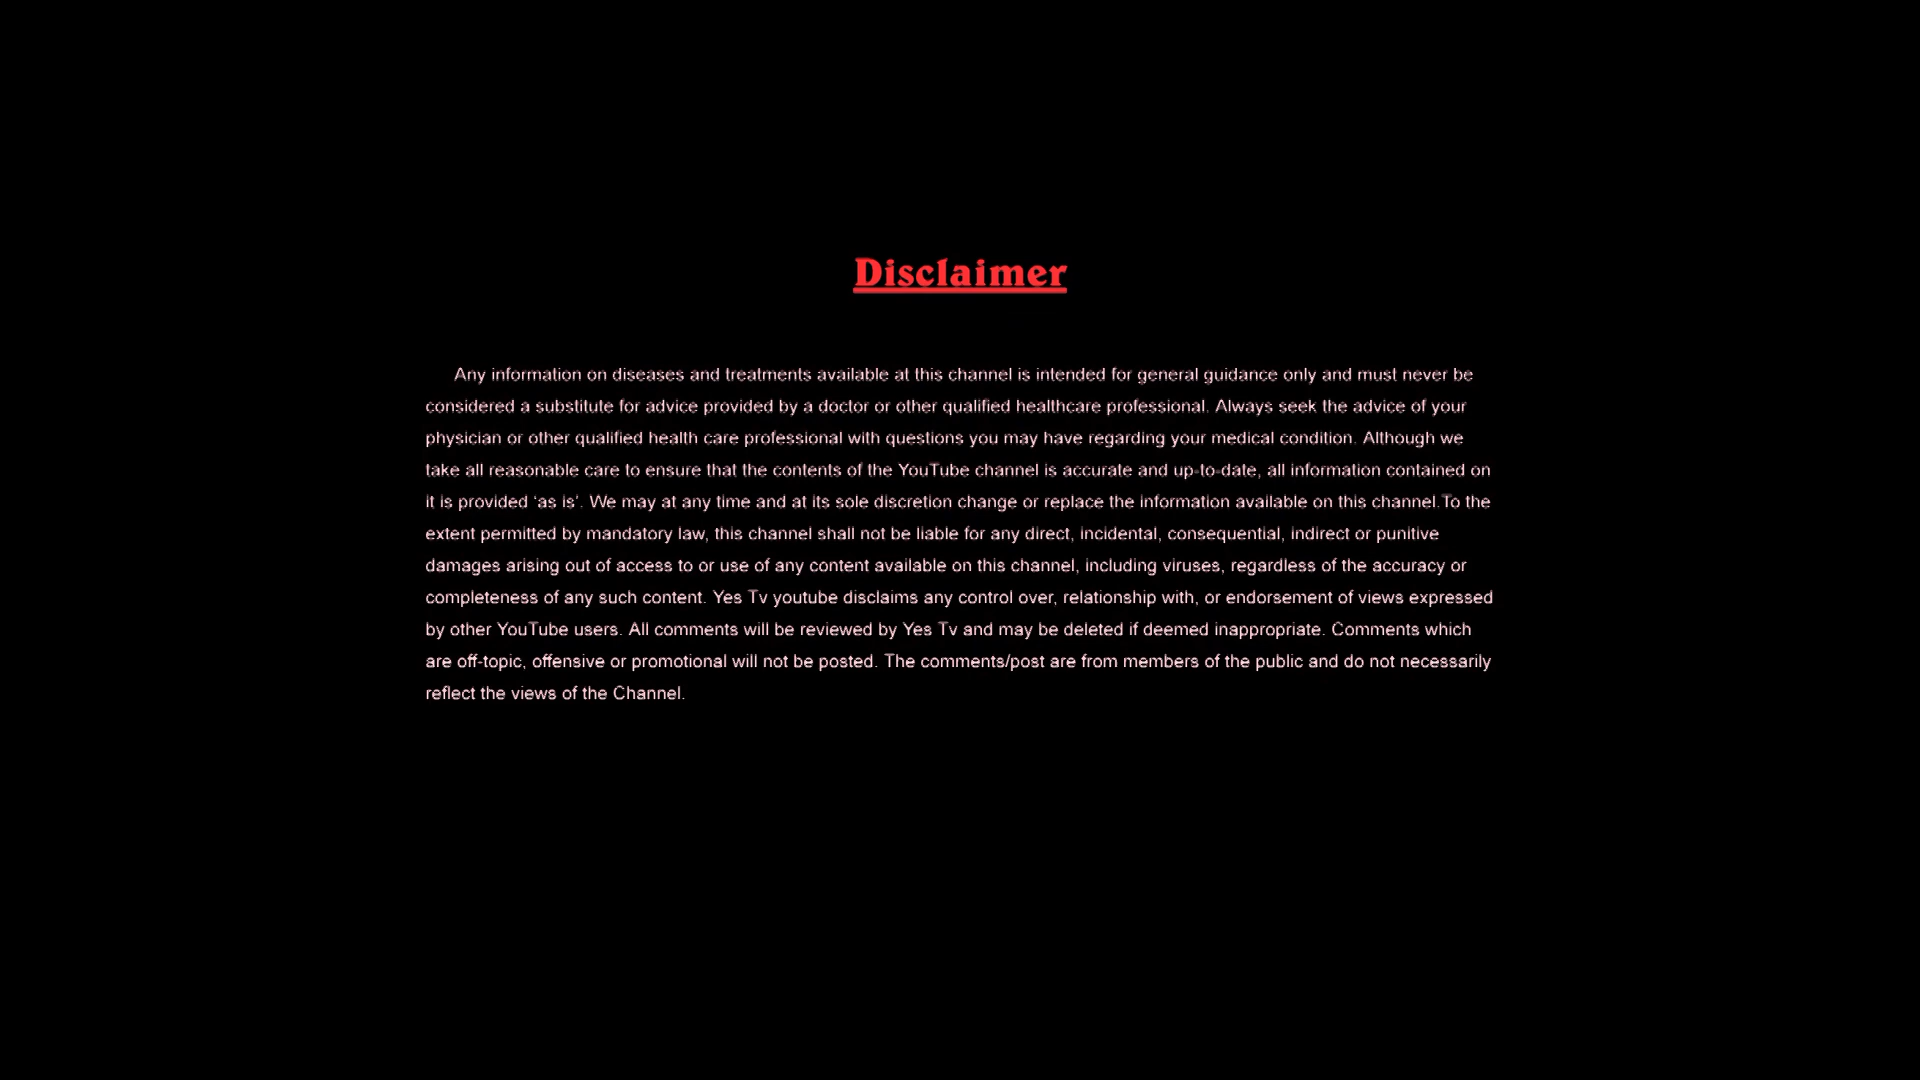 Disclaimer
Any information on diseases and treatments available at this channel is intended for general guidance only and must never be
considered a substitute for advice provided by a doctor or other qualified healthcare professional. Always seek the advice of your
physician or other qualified health care professional with questions you may have regarding your medical condition. Although we
take all reasonable care to ensure that the contents of the YouTube channel is accurate and up-to-date, all information contained on
it is provided ‘as is’. We may at any time and at its sole discretion change or replace the information available on this channel.To the
extent permitted by mandatory law, this channel shall not be liable for any direct, incidental, consequential, indirect or punitive
damages arising out of access to or use of any content available on this channel, including viruses, regardless of the accuracy or
completeness of any such content. Yes Tv youtube disclaims any control over, relationship with, or endorsement of views expressed
by other YouTube users. All comments will be reviewed by Yes Tv and may be deleted if deemed inappropriate. Comments which
are off-topic, offensive or promotional will not be posted. The comments/post are from members of the public and do not necessarily
reflect the views of the Channel.